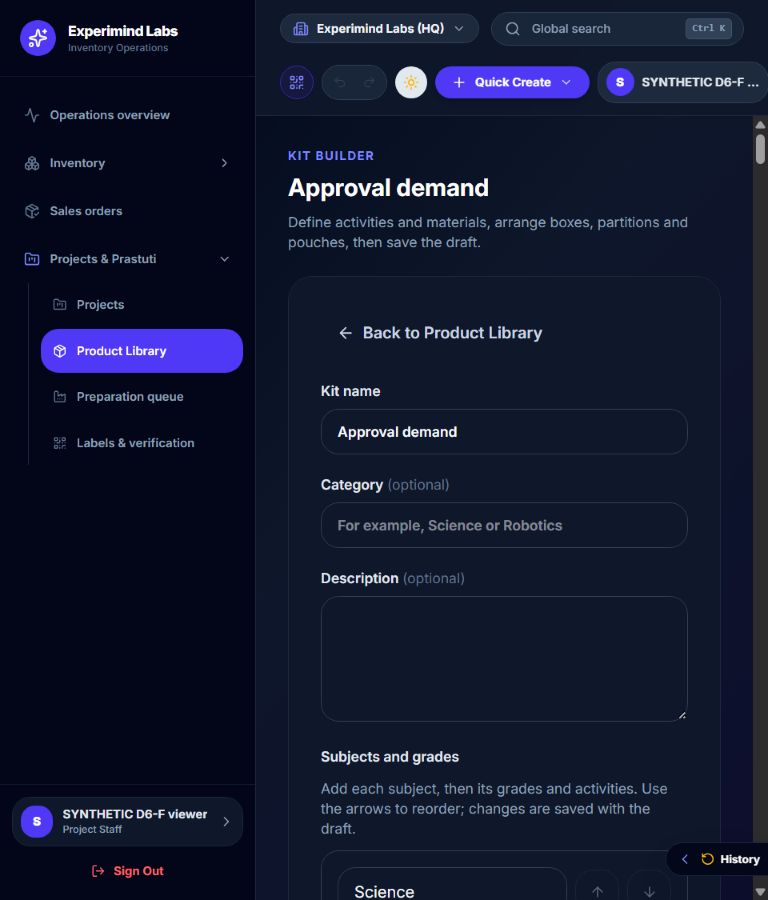 Experimind Labs
Inventory Operations
Operations overview
Inventory
Sales orders
Projects & Prastuti
Projects
Product Library
Preparation queue
Labels & verification
S
SYNTHETIC D6-F viewer
Project Staff
Sign Out
Experimind Labs (HQ)
Global search
Ctrl K
Quick Create
S
SYNTHETIC D6-F ...
KIT BUILDER
Approval demand
Define activities and materials, arrange boxes, partitions and
pouches, then save the draft.
Back to Product Library
Kit name
Approval demand
Category (optional)
For example, Science or Robotics
Description (optional)
Subjects and grades
Add each subject, then its grades and activities. Use
the arrows to reorder; changes are saved with the
draft.
Science
History